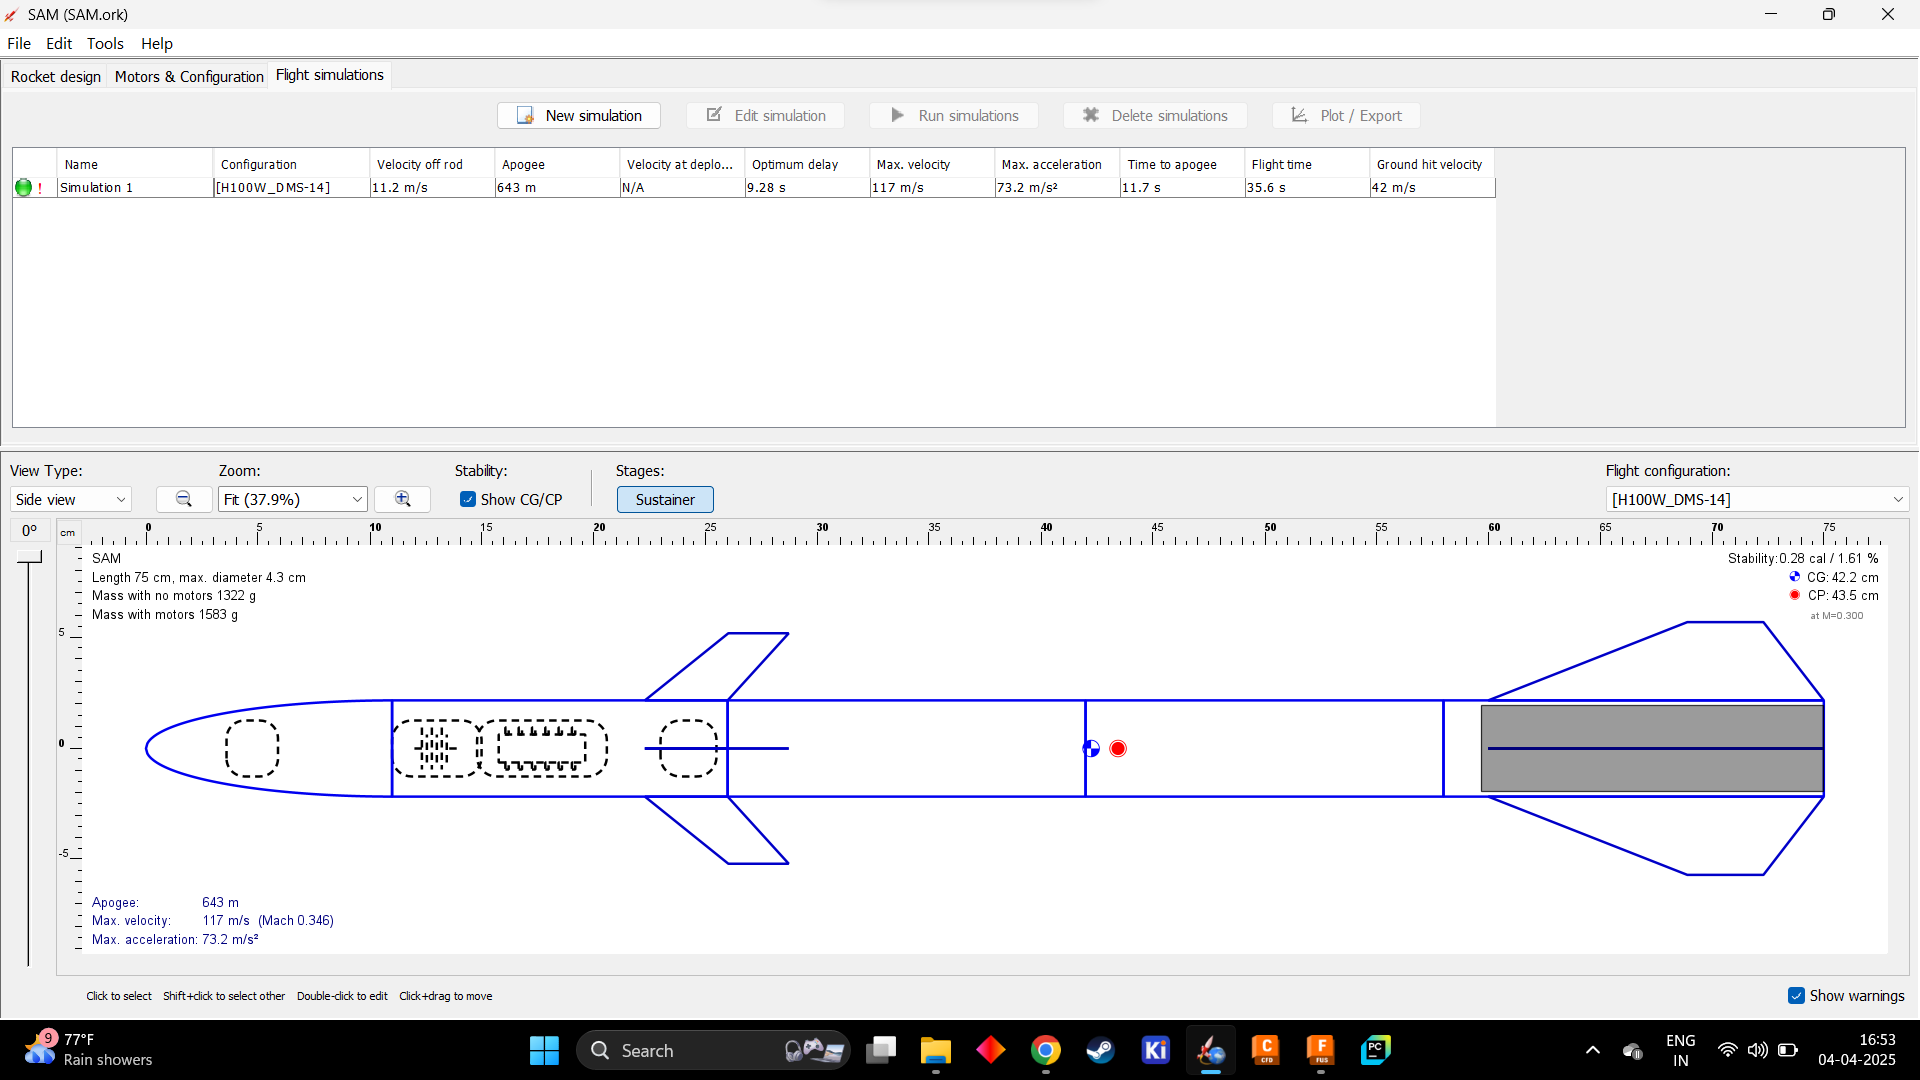 SAM (SAM.ork)
File Edit Tools Help
Rocket design Motors & Configuration Flight simulations
New simulation Edit simulation Run simulations Delete simulations Plot / Export
Name Configuration Velocity off rod Apogee Velocity at deplo... Optimum delay Max. velocity Max. acceleration Time to apogee Flight time Ground hit velocity
! Simulation 1 [H100W_DMS-14] 11.2 m/s 643 m N/A 9.28 s 117 m/s 73.2 m/s² 11.7 s 35.6 s 42 m/s
View Type: Zoom: Stability: Stages: Flight configuration:
Side view Fit (37.9%) Show CG/CP Sustainer [H100W_DMS-14]
0° cm 0 5 10 15 20 25 30 35 40 45 50 55 60 65 70 75
SAM Stability:0.28 cal / 1.61 %
Length 75 cm, max. diameter 4.3 cm CG: 42.2 cm
Mass with no motors 1322 g CP: 43.5 cm
Mass with motors 1583 g at M=0.300
5
0
-5
Apogee: 643 m
Max. velocity: 117 m/s (Mach 0.346)
Max. acceleration: 73.2 m/s²
Click to select Shift+click to select other Double-click to edit Click+drag to move Show warnings
9 77°F
Rain showers
Search
Ki
C CFD
F FUS
PC
ENG
IN
16:53
04-04-2025